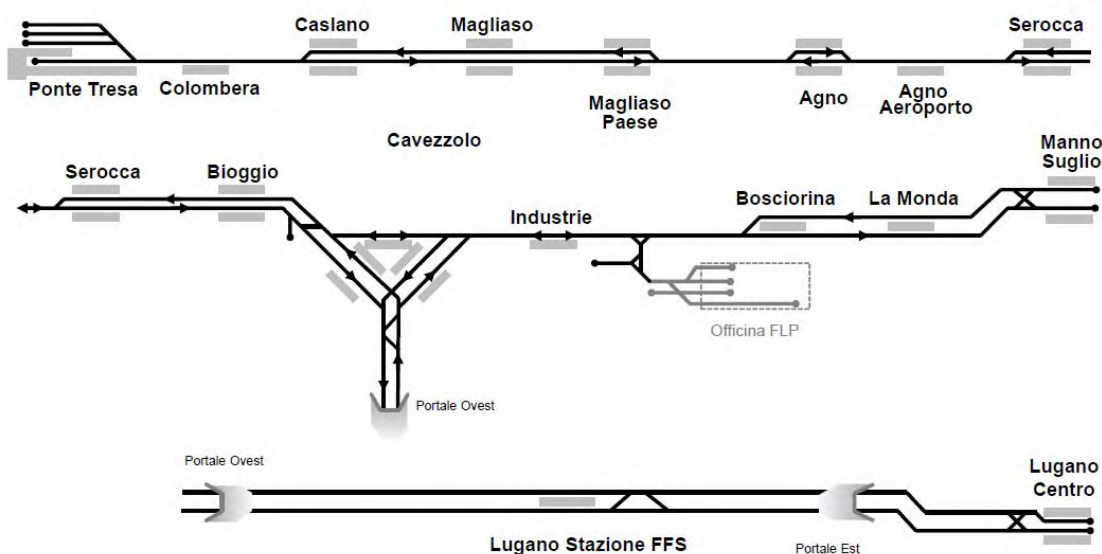 Caslano
Magliaso
Serocca
Ponte Tresa
Colombera
Magliaso
Paese
Agno
Agno
Aeroporto
Cavezzolo
Manno
Suglio
Serocca
Bioggio
Industrie
Bosciorina
La Monda
Officina FLP
Portale Ovest
Portale Ovest
Lugano
Centro
Lugano Stazione FFS
Portale Est